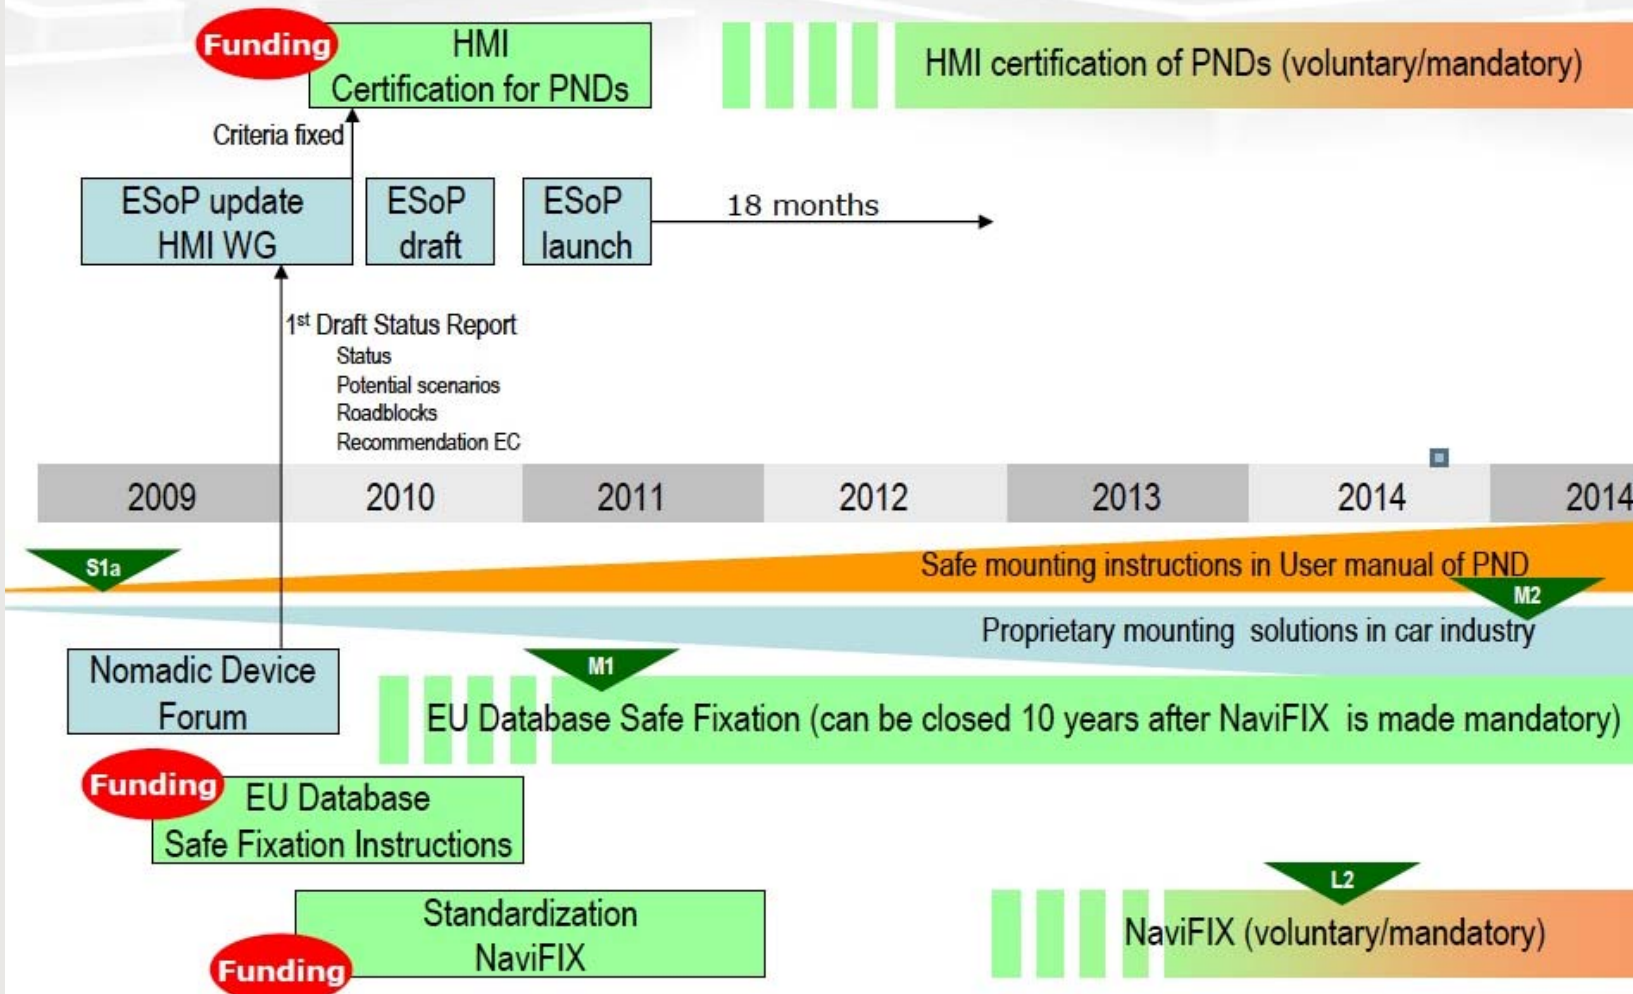 Funding
HMI
Certification for PNDs
HMI certification of PNDs (voluntary/mandatory)
Criteria fixed
ESoP update
HMI WG
ESoP
draft
ESoP
launch
18 months
1st Draft Status Report
Status
Potential scenarios
Roadblocks
Recommendation EC
2009
2010
2011
2012
2013
2014
2014
S1a
Safe mounting instructions in User manual of PND
M2
Proprietary mounting solutions in car industry
Nomadic Device
Forum
M1
EU Database Safe Fixation (can be closed 10 years after NaviFIX is made mandatory)
Funding
EU Database
Safe Fixation Instructions
L2
Standardization
NaviFIX
NaviFIX (voluntary/mandatory)
Funding